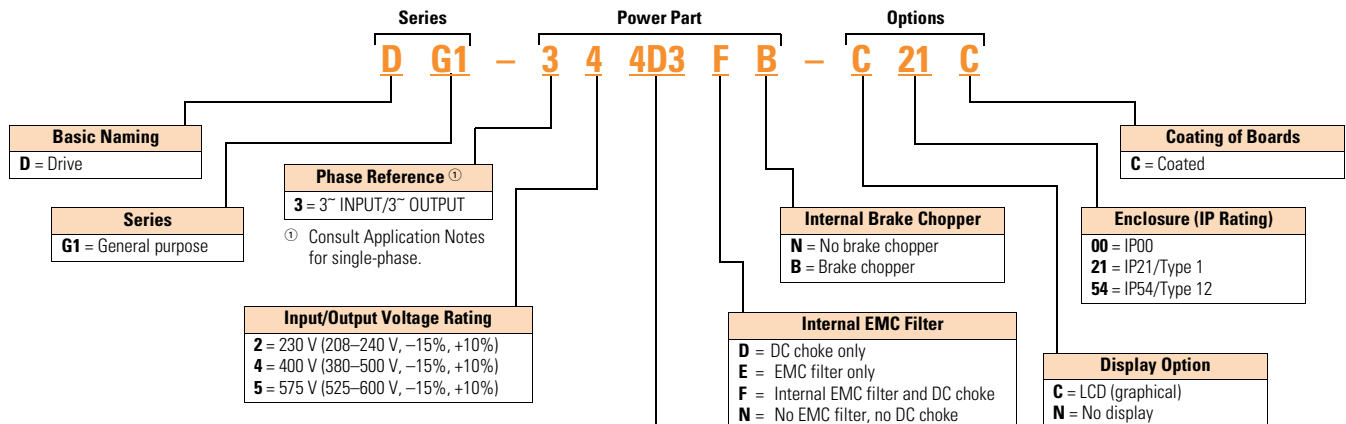 Series
Power Part
Options
D G1 – 3 4 4D3 F B – C 21 C
Basic Naming
D = Drive
Series
G1 = General purpose
Phase Reference ①
3 = 3~ INPUT/3~ OUTPUT
① Consult Application Notes
for single-phase.
Input/Output Voltage Rating
2 = 230 V (208–240 V, –15%, +10%)
4 = 400 V (380–500 V, –15%, +10%)
5 = 575 V (525–600 V, –15%, +10%)
Internal Brake Chopper
N = No brake chopper
B = Brake chopper
Internal EMC Filter
D = DC choke only
E = EMC filter only
F = Internal EMC filter and DC choke
N = No EMC filter, no DC choke
Coating of Boards
C = Coated
Enclosure (IP Rating)
00 = IP00
21 = IP21/Type 1
54 = IP54/Type 12
Display Option
C = LCD (graphical)
N = No display